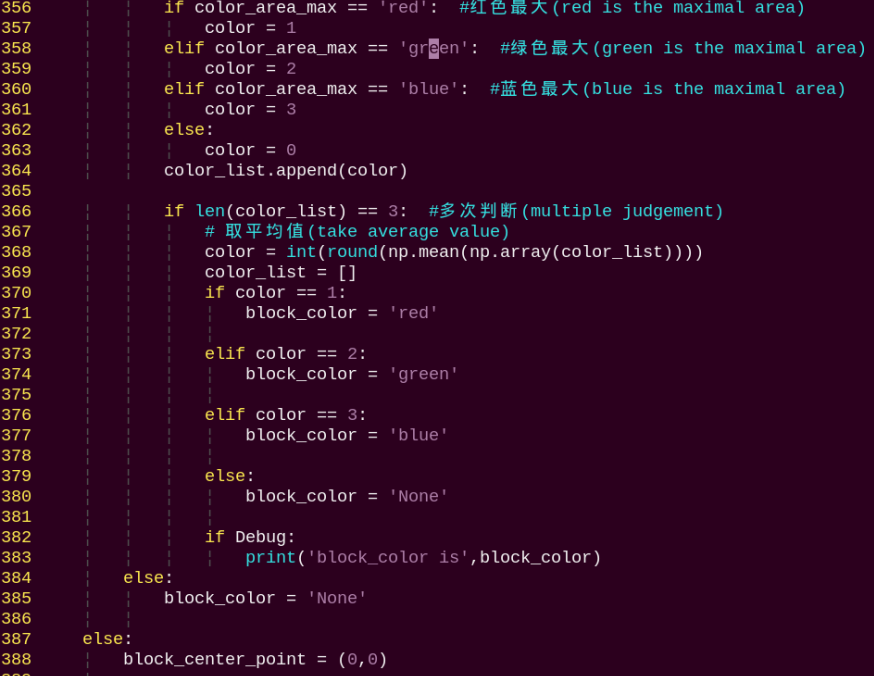 356 if color_area_max == 'red': #红色最大(red is the maximal area)
357 color = 1
358 elif color_area_max == 'green': #绿色最大(green is the maximal area)
359 color = 2
360 elif color_area_max == 'blue': #蓝色最大(blue is the maximal area)
361 color = 3
362 else:
363 color = 0
364 color_list.append(color)
365
366 if len(color_list) == 3: #多次判断(multiple judgement)
367 # 取平均值(take average value)
368 color = int(round(np.mean(np.array(color_list))))
369 color_list = []
370 if color == 1:
371 block_color = 'red'
372
373 elif color == 2:
374 block_color = 'green'
375
376 elif color == 3:
377 block_color = 'blue'
378
379 else:
380 block_color = 'None'
381
382 if Debug:
383 print('block_color is',block_color)
384 else:
385 block_color = 'None'
386
387 else:
388 block_center_point = (0,0)